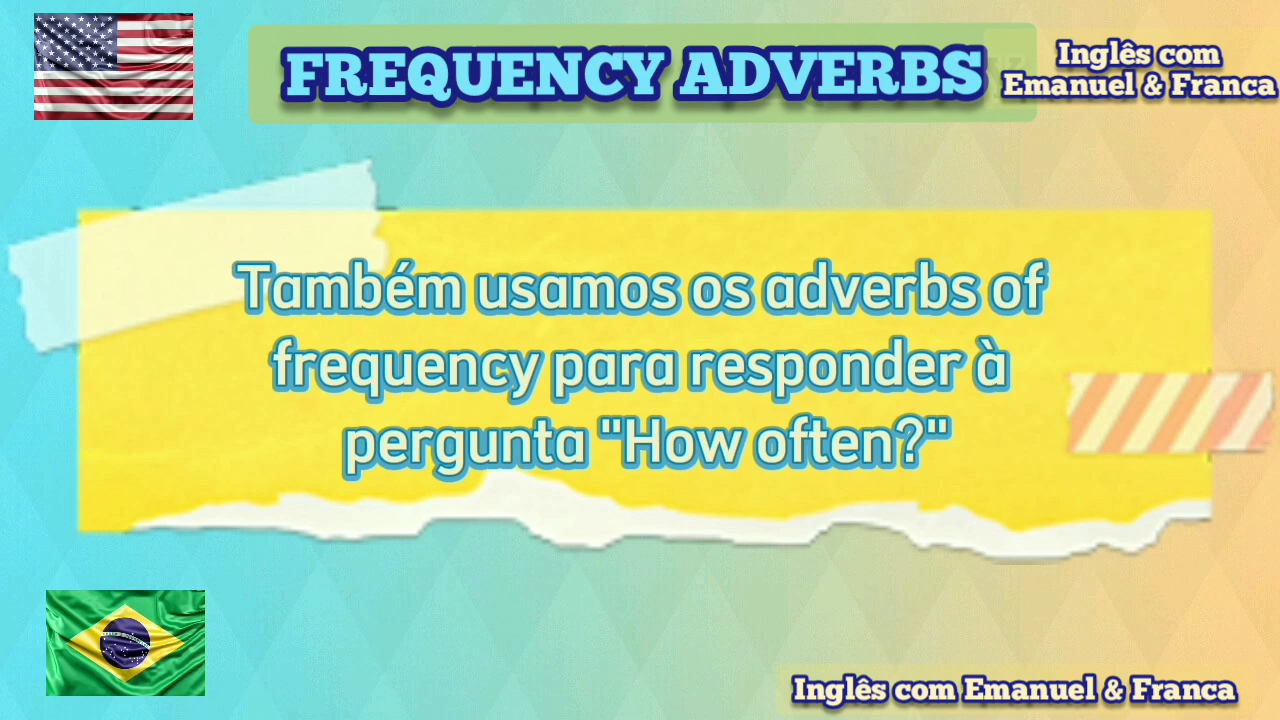 FREQUENCY ADVERBS
Inglês com
Emanuel & Franca
Também usamos os adverbs of
frequency para responder à
pergunta "How often?"
Inglês com Emanuel & Franca